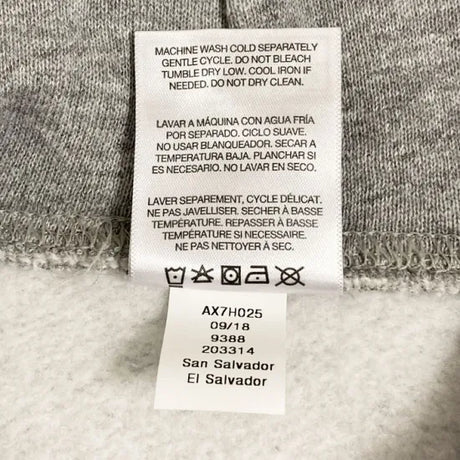 MACHINE WASH COLD SEPARATELY
GENTLE CYCLE. DO NOT BLEACH
TUMBLE DRY LOW. COOL IRON IF
NEEDED. DO NOT DRY CLEAN.
LAVAR A MÁQUINA CON AGUA FRÍA
POR SEPARADO. CICLO SUAVE.
NO USAR BLANQUEADOR. SECAR A
TEMPERATURA BAJA. PLANCHAR SI
ES NECESARIO. NO LAVAR EN SECO.
LAVER SEPAREMENT, CYCLE DÉLICAT.
NE PAS JAVELLISER. SECHER À BASSE
TEMPÉRATURE. REPASSER À BASSE
TEMPÉRATURE SI NECESSAIRE.
NE PAS NETTOYER À SEC.
AX7H025
09/18
9388
203314
San Salvador
El Salvador